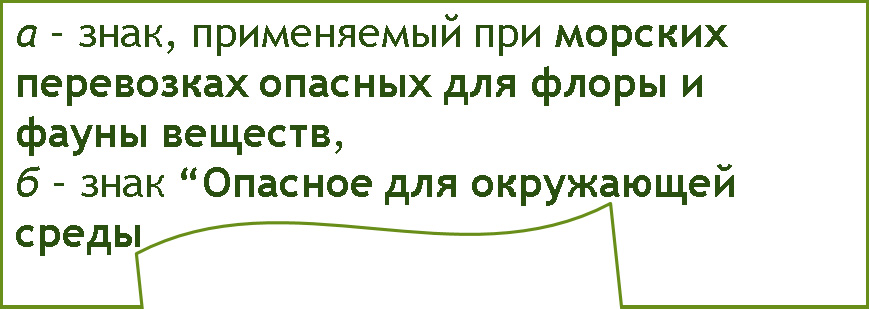 а – знак, применяемый при морских
перевозках опасных для флоры и
фауны веществ,
б – знак “Опасное для окружающей
среды